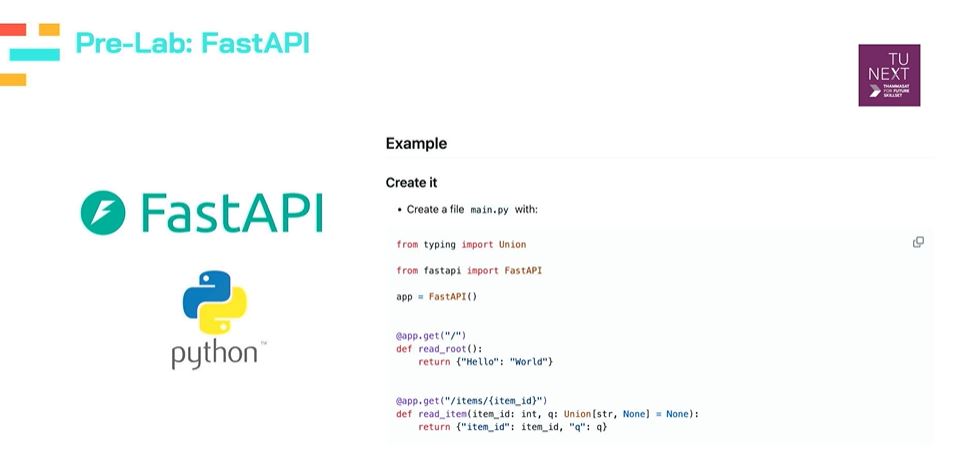 Pre-Lab: FastAPI
TU
NEXT
THAMMASAT
FOR FUTURE
SKILLSET
Example
Create it
• Create a file main.py with:
FastAPI
python™
from typing import Union
from fastapi import FastAPI
app = FastAPI()
@app.get("/")
def read_root():
    return {"Hello": "World"}
@app.get("/items/{item_id}")
def read_item(item_id: int, q: Union[str, None] = None):
    return {"item_id": item_id, "q": q}